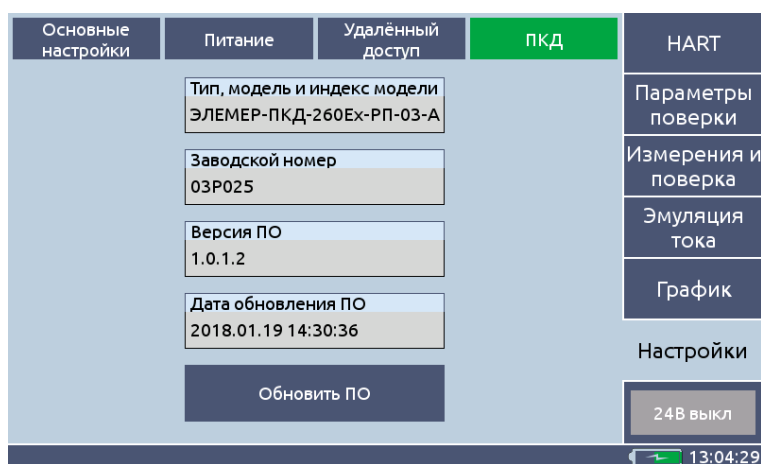 Основные
настройки
Питание
Удалённый
доступ
ПКД
HART
Тип, модель и индекс модели
ЭЛЕМЕР-ПКД-260Ex-РП-03-А
Параметры
поверки
Заводской номер
03Р025
Измерения и
поверка
Версия ПО
1.0.1.2
Эмуляция
тока
Дата обновления ПО
2018.01.19 14:30:36
График
Обновить ПО
Настройки
24В выкл
13:04:29